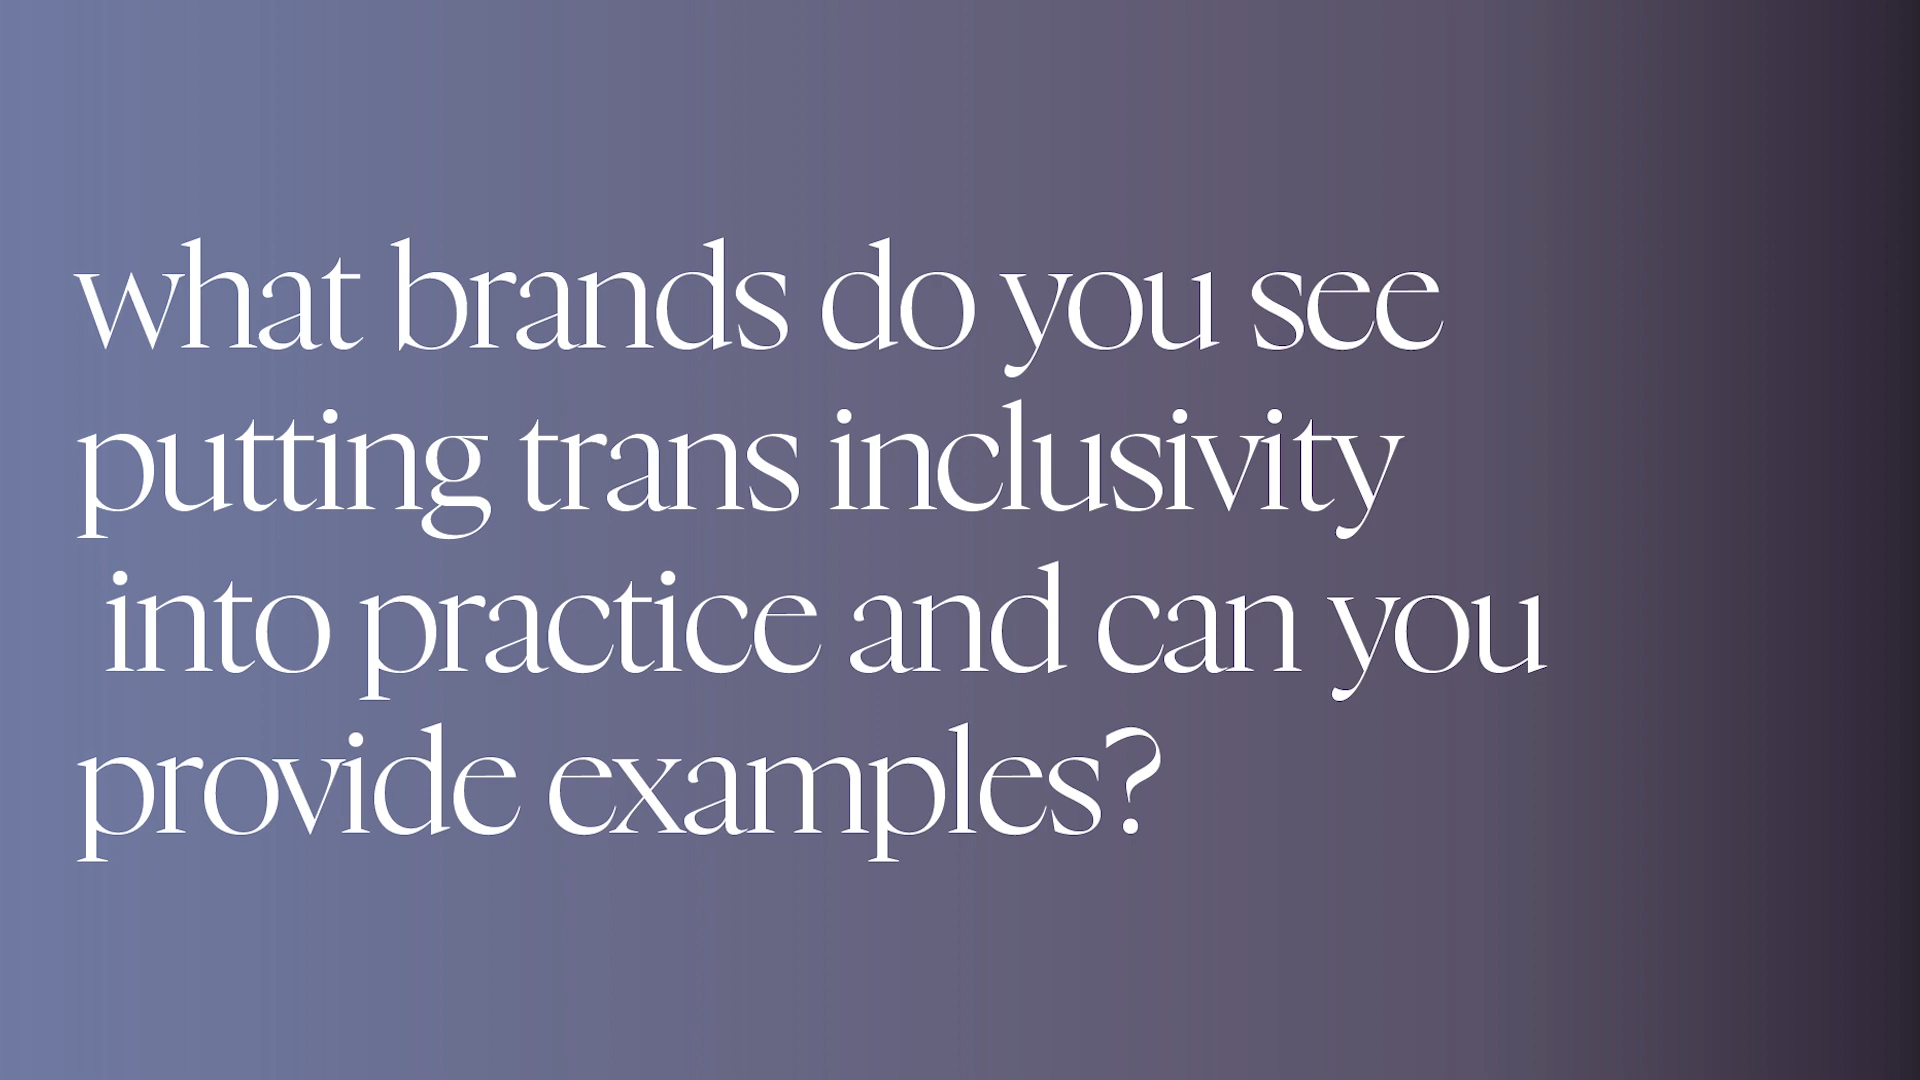 what brands do you see
putting trans inclusivity
into practice and can you
provide examples?